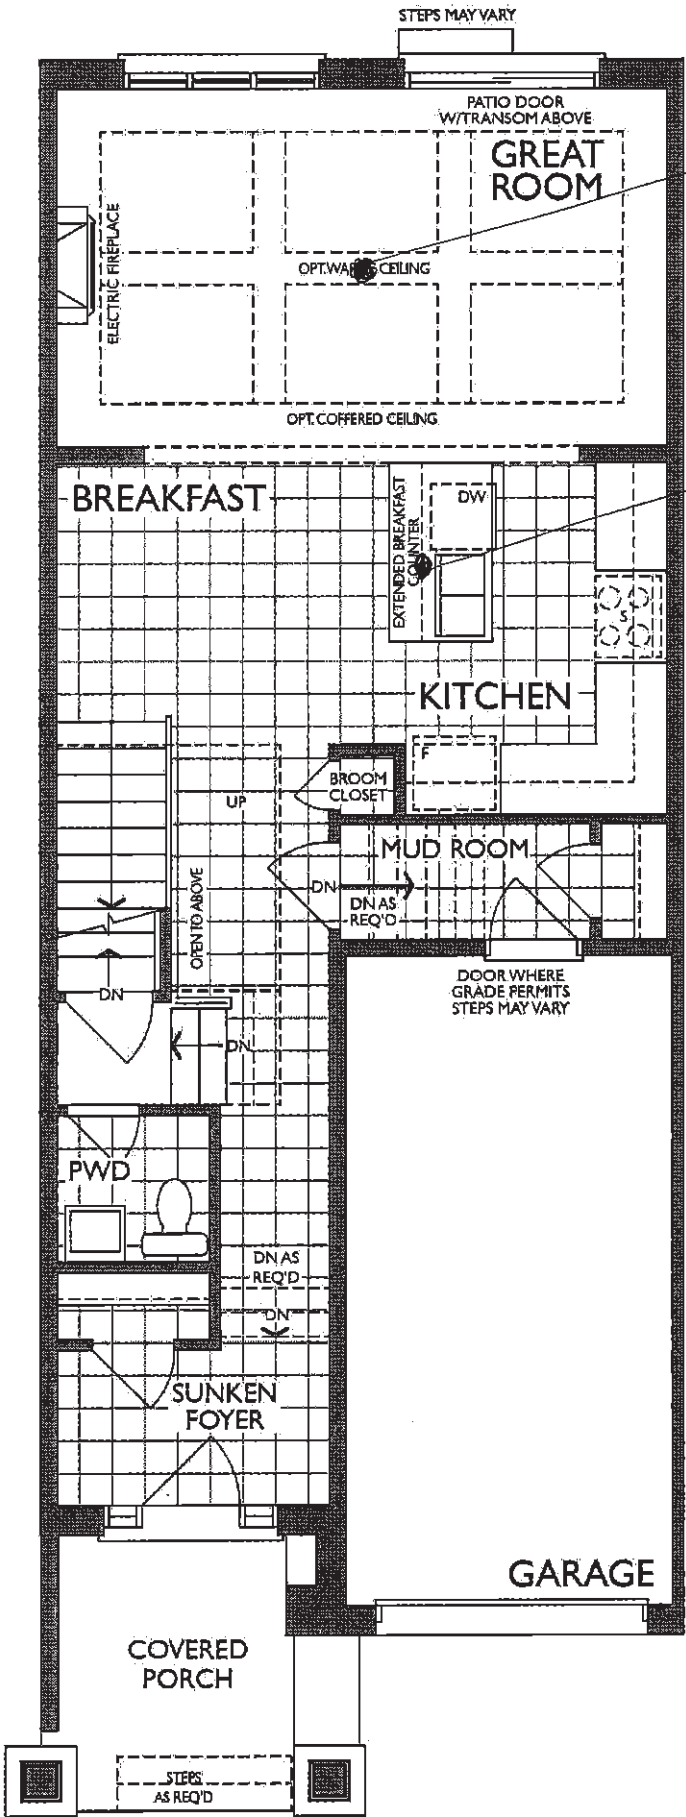 STEPS MAY VARY
PATIO DOOR
W/TRANSOM ABOVE
GREAT
ROOM
ELECTRIC FIREPLACE
OPT. CEILING
OPT. COFFERED CEILING
BREAKFAST
EXTENDED BREAKFAST
COUNTER
DW
S
KITCHEN
F
BROOM
CLOSET
UP
MUD ROOM
DN
DN AS
REQ'D
OPEN TO ABOVE
DN
DOOR WHERE
GRADE PERMITS
STEPS MAY VARY
DN
PWD
DN AS
REQ'D
DN
SUNKEN
FOYER
GARAGE
COVERED
PORCH
STEPS
AS REQ'D